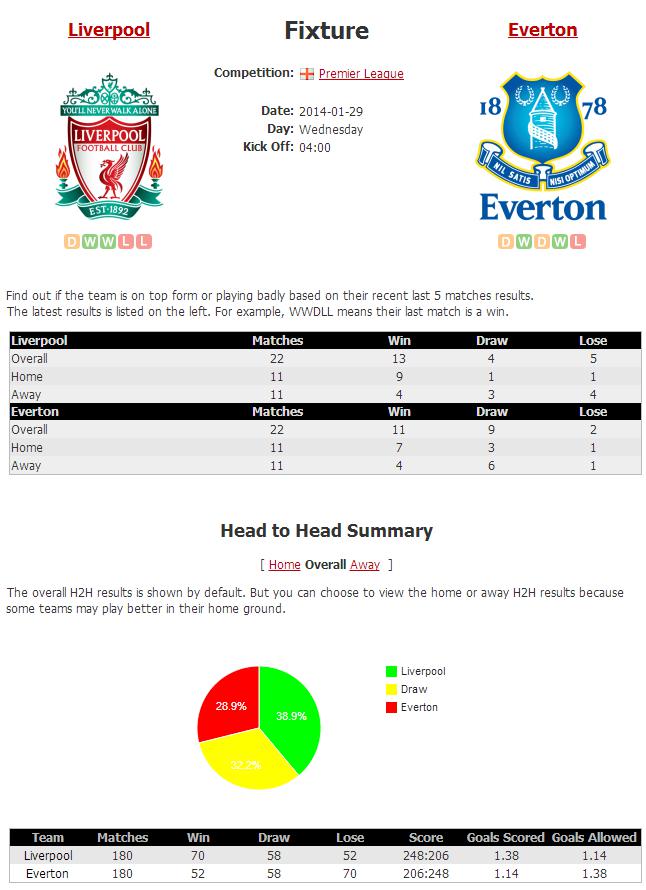 Liverpool
Fixture
Everton
Competition: Premier League
Date: 2014-01-29
Day: Wednesday
Kick Off: 04:00
YOU'LL NEVER WALK ALONE
LIVERPOOL
FOOTBALL CLUB
EST·1892
18 78
NIL SATIS NISI OPTIMUM
Everton
D W W L L
D W D W L
Find out if the team is on top form or playing badly based on their recent last 5 matches results.
The latest results is listed on the left. For example, WWDLL means their last match is a win.
Liverpool Matches Win Draw Lose
Overall 22 13 4 5
Home 11 9 1 1
Away 11 4 3 4
Everton Matches Win Draw Lose
Overall 22 11 9 2
Home 11 7 3 1
Away 11 4 6 1
Head to Head Summary
[ Home Overall Away ]
The overall H2H results is shown by default. But you can choose to view the home or away H2H results because
some teams may play better in their home ground.
28.9%
38.9%
32.2%
Liverpool
Draw
Everton
Team Matches Win Draw Lose Score Goals Scored Goals Allowed
Liverpool 180 70 58 52 248:206 1.38 1.14
Everton 180 52 58 70 206:248 1.14 1.38